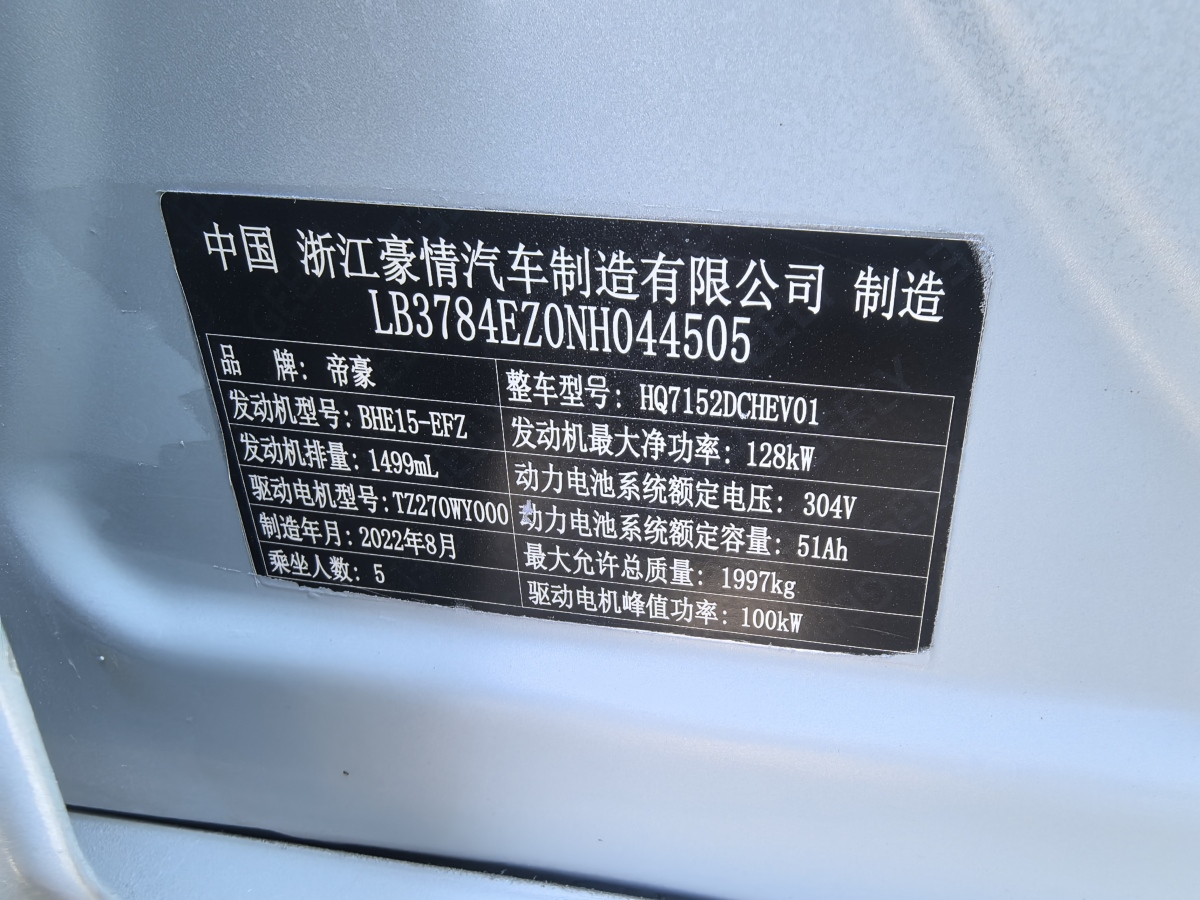 中国 浙江豪情汽车制造有限公司 制造
LB3784EZ0NH044505
品 牌: 帝豪 整车型号: HQ7152DCHEV01
发动机型号: BHE15-EFZ 发动机最大净功率: 128kW
发动机排量: 1499mL 动力电池系统额定电压: 304V
驱动电机型号: TZ270WY000 动力电池系统额定容量: 51Ah
制造年月: 2022年8月 最大允许总质量: 1997kg
乘坐人数: 5 驱动电机峰值功率: 100kW